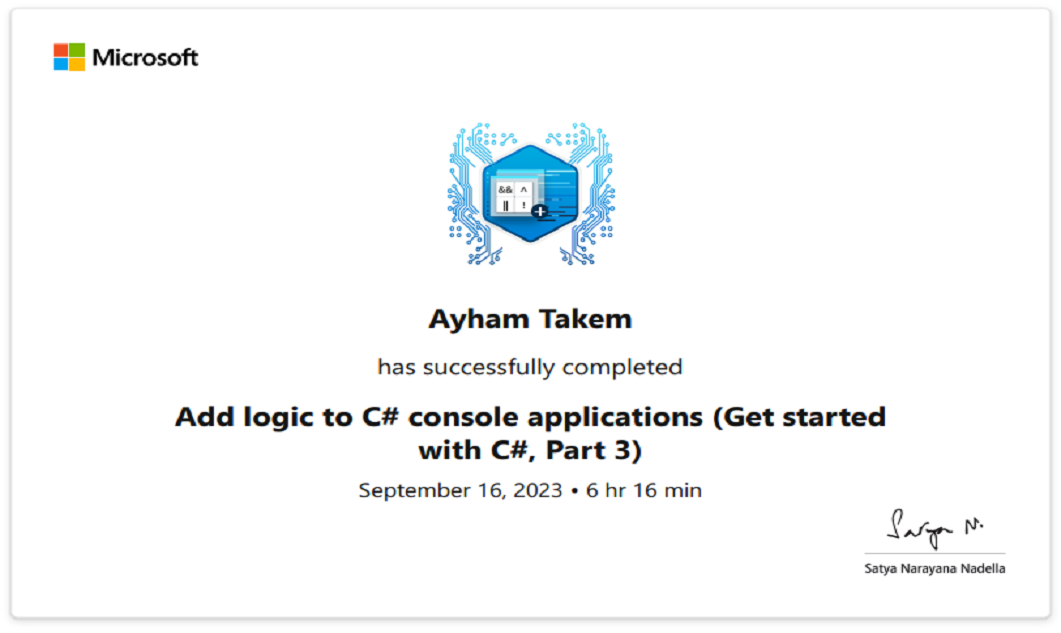 Microsoft
&& ^
|| !
Ayham Takem
has successfully completed
Add logic to C# console applications (Get started
with C#, Part 3)
September 16, 2023 • 6 hr 16 min
Satya N.
Satya Narayana Nadella